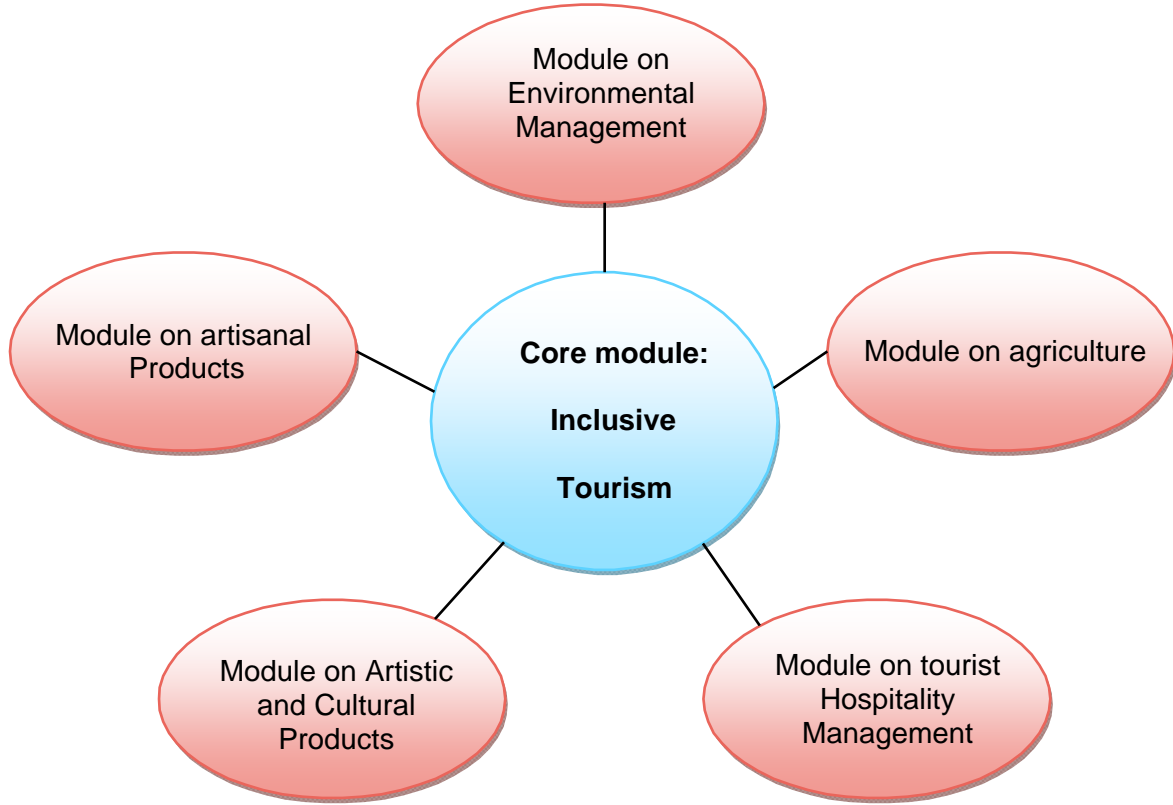 Module on
Environmental
Management
Module on artisanal
Products
Core module:
Inclusive
Tourism
Module on agriculture
Module on Artistic
and Cultural
Products
Module on tourist
Hospitality
Management